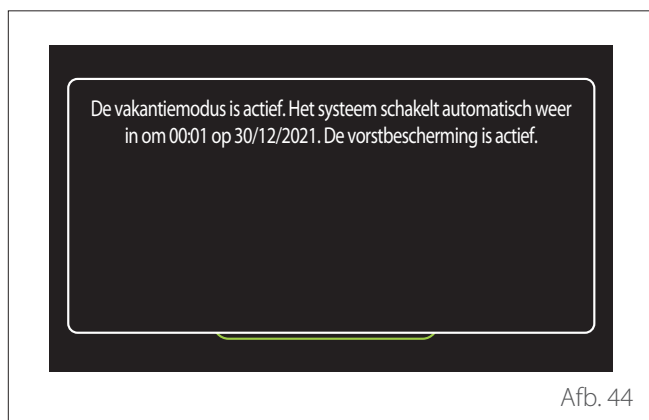 De vakantiemodus is actief. Het systeem schakelt automatisch weer
in om 00:01 op 30/12/2021. De vorstbescherming is actief.
Afb. 44